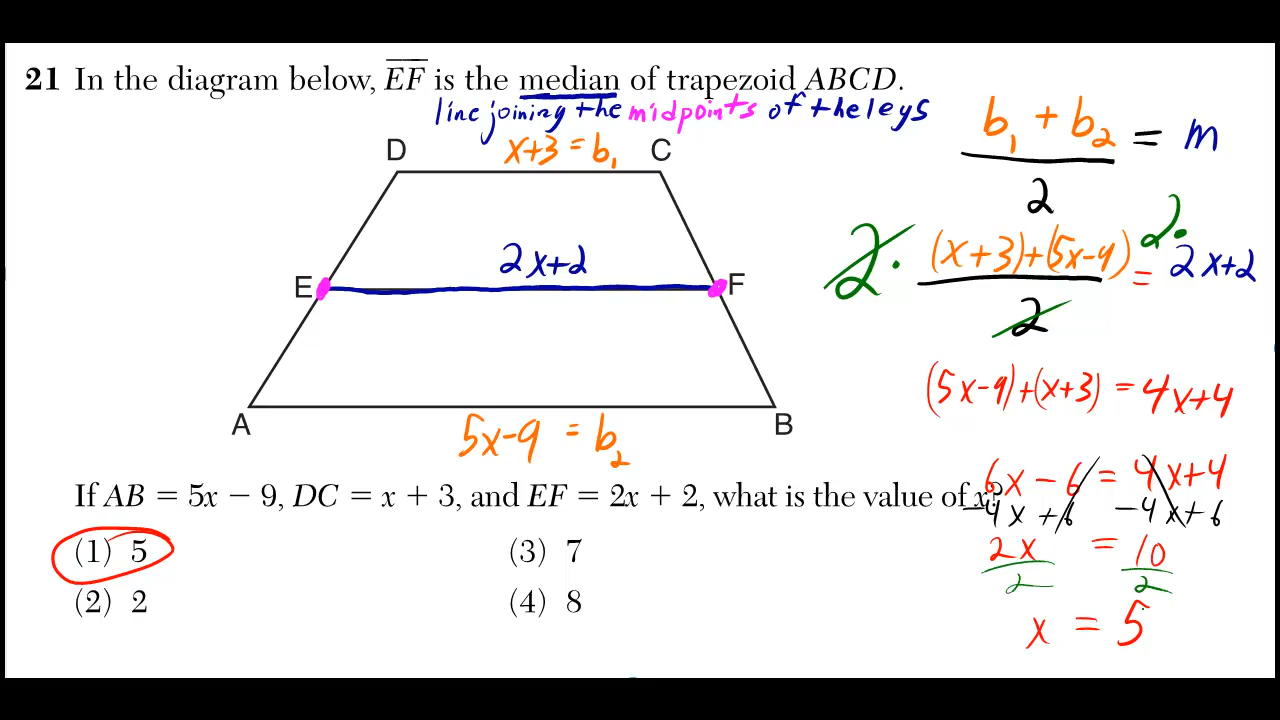 21 In the diagram below, EF is the median of trapezoid ABCD.
line joining the midpoints of the legs
D x+3 = b₁ C
E 2x+2 F
A B
5x-9 = b₂
If AB = 5x − 9, DC = x + 3, and EF = 2x + 2, what is the value of x?
(1) 5 (3) 7
(2) 2 (4) 8
b₁ + b₂ = m
2
2· (x+3)+(5x-9) = 2· 2x+2
2
(5x-9)+(x+3) = 4x+4
6x - 6 = 4x+4
-4x +6 -4x+6
2x = 10
2 2
x = 5